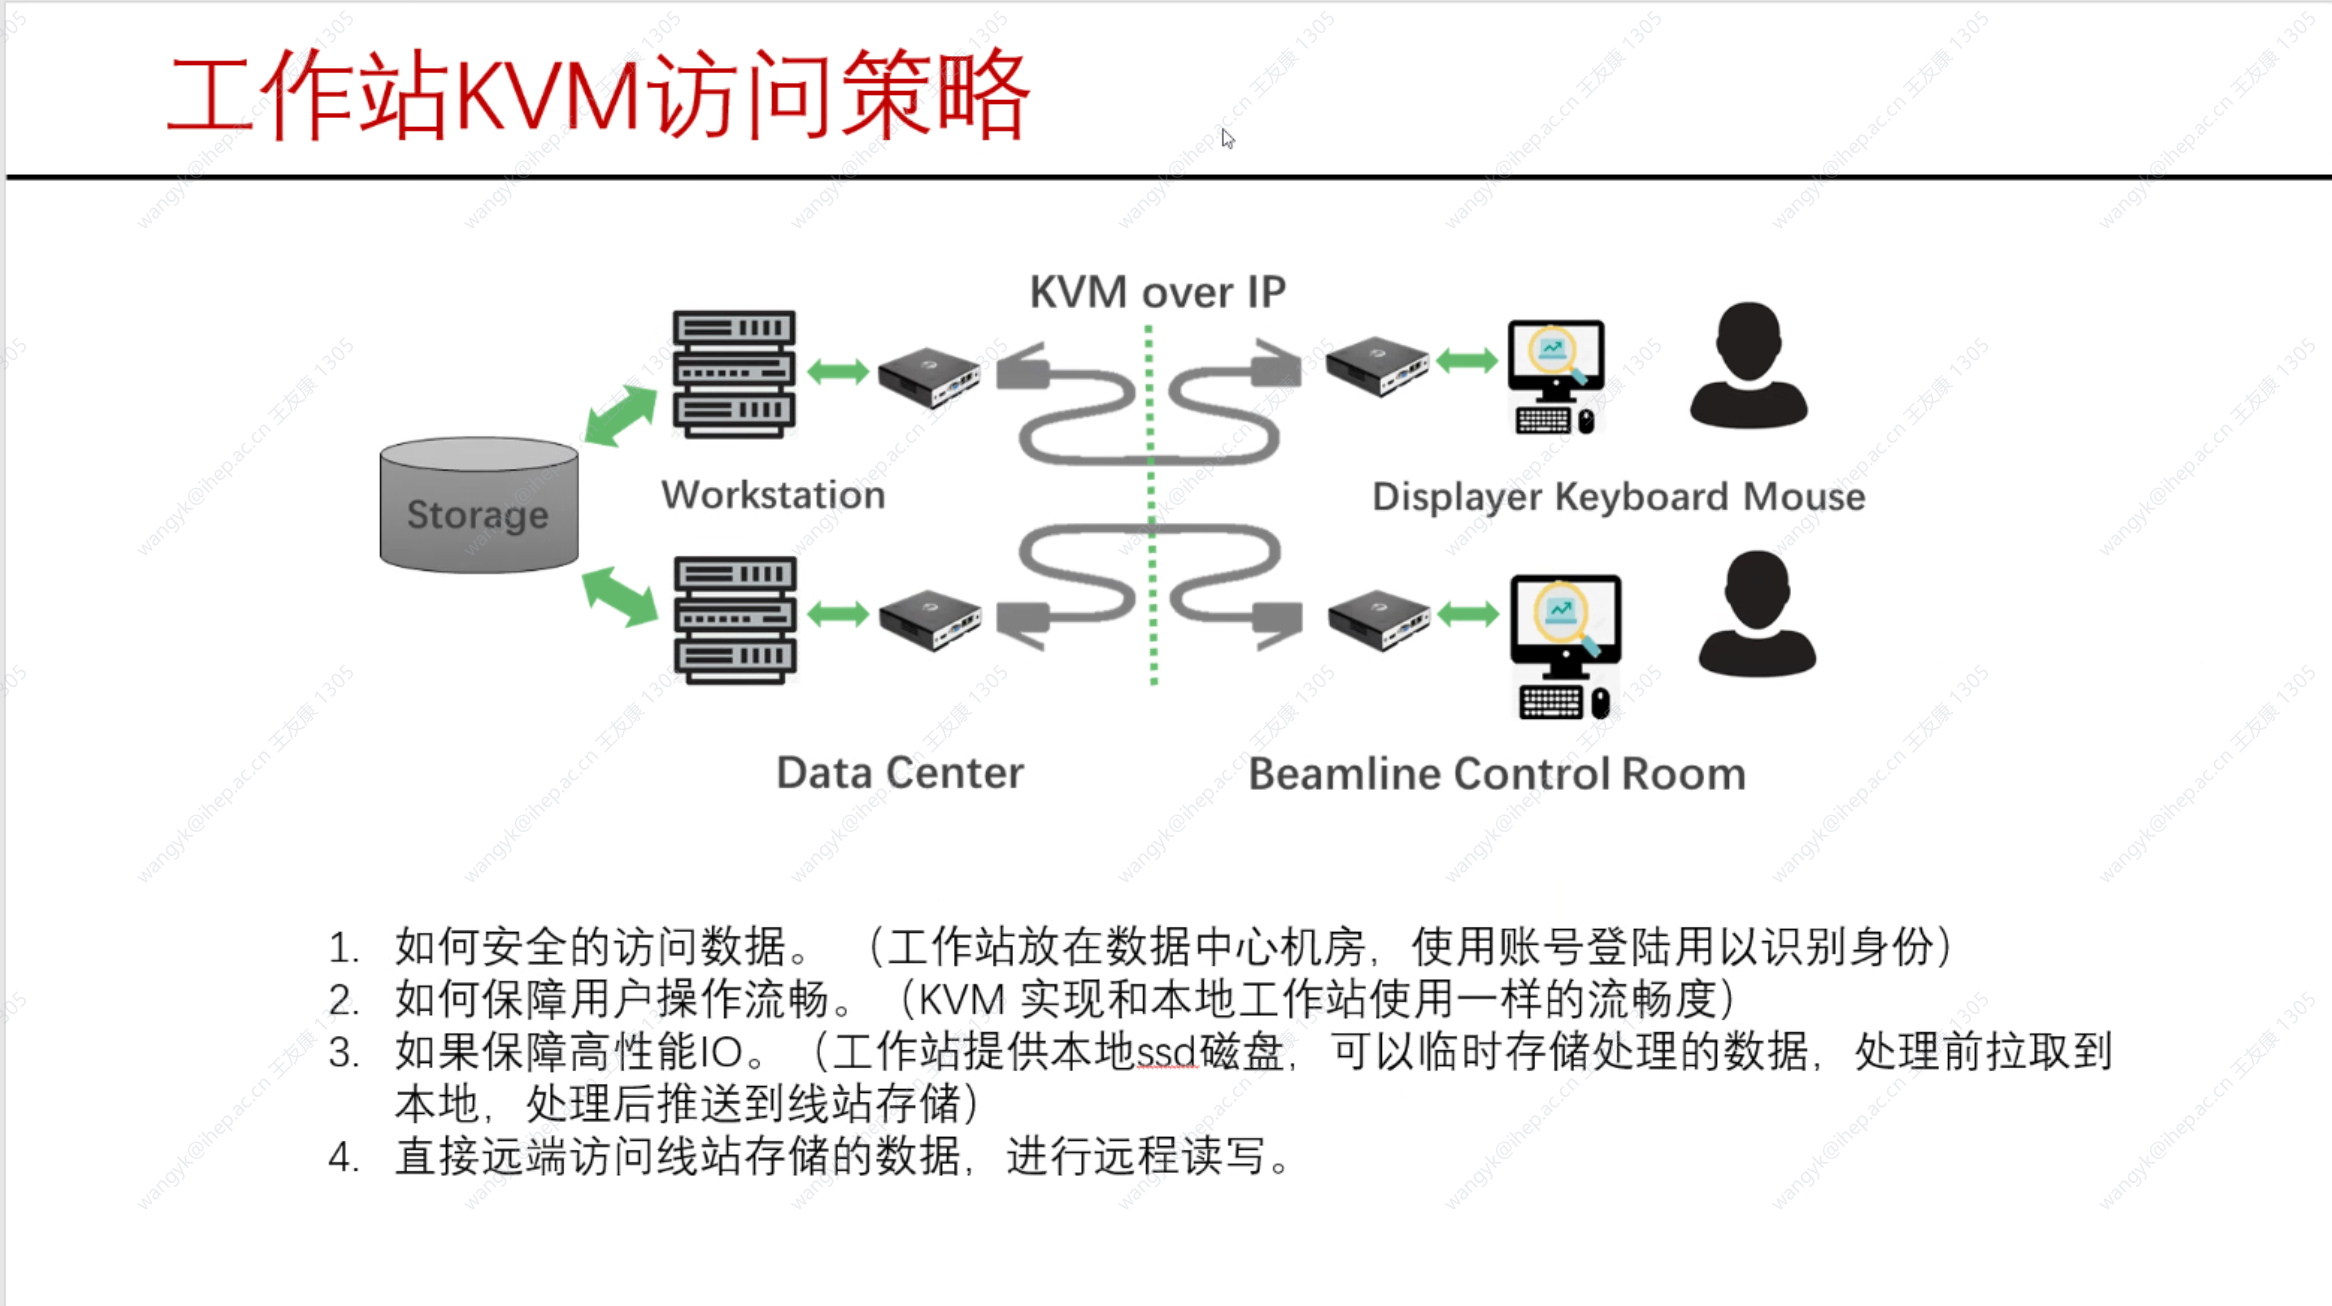 工作站KVM访问策略
KVM over IP
Storage
Workstation
Displayer Keyboard Mouse
Data Center
Beamline Control Room
1. 如何安全的访问数据。（工作站放在数据中心机房，使用账号登陆用以识别身份）
2. 如何保障用户操作流畅。（KVM 实现和本地工作站使用一样的流畅度）
3. 如果保障高性能IO。（工作站提供本地ssd磁盘，可以临时存储处理的数据，处理前拉取到
本地，处理后推送到线站存储）
4. 直接远端访问线站存储的数据，进行远程读写。
wangyk@ihep.ac.cn 王友康 1305